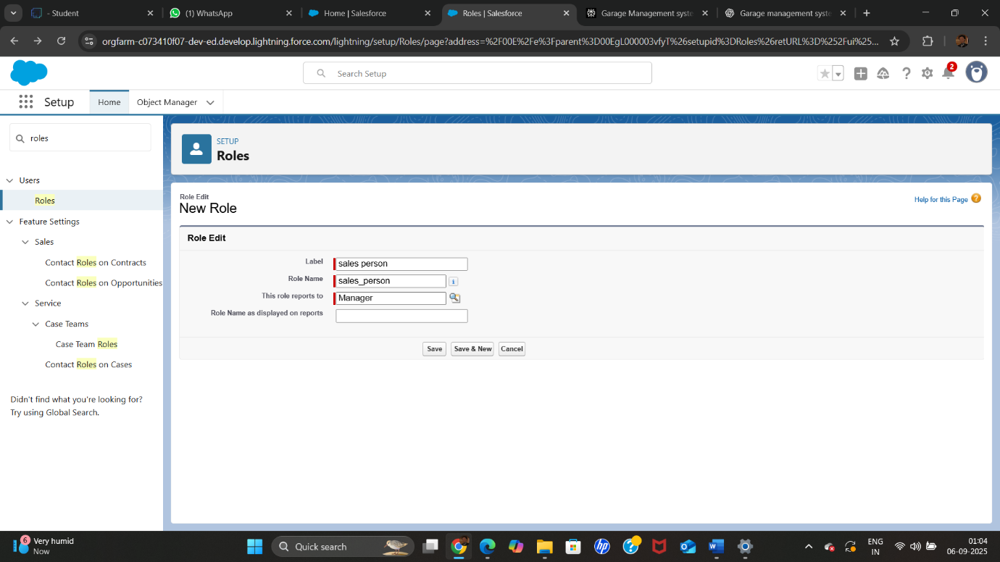 - Student
(1) WhatsApp
Home | Salesforce
Roles | Salesforce
Garage Management syste
Garage management syste
orgfarm-c073410f07-dev-ed.develop.lightning.force.com/lightning/setup/Roles/page?address=%2F00E%2Fe%3Fparent%3D00EgL000003vfyT%26setupid%3DRoles%26retURL%3D%252Fui%25...
Search Setup
2
Setup
Home
Object Manager
roles
SETUP
Roles
Users
Roles
Feature Settings
Sales
Contact Roles on Contracts
Contact Roles on Opportunities
Service
Case Teams
Case Team Roles
Contact Roles on Cases
Didn't find what you're looking for?
Try using Global Search.
Role Edit
New Role
Help for this Page ?
Role Edit
Label sales person
Role Name sales_person i
This role reports to Manager
Role Name as displayed on reports
Save Save & New Cancel
6
Very humid
Now
Quick search
ENG
IN
01:04
06-09-2025